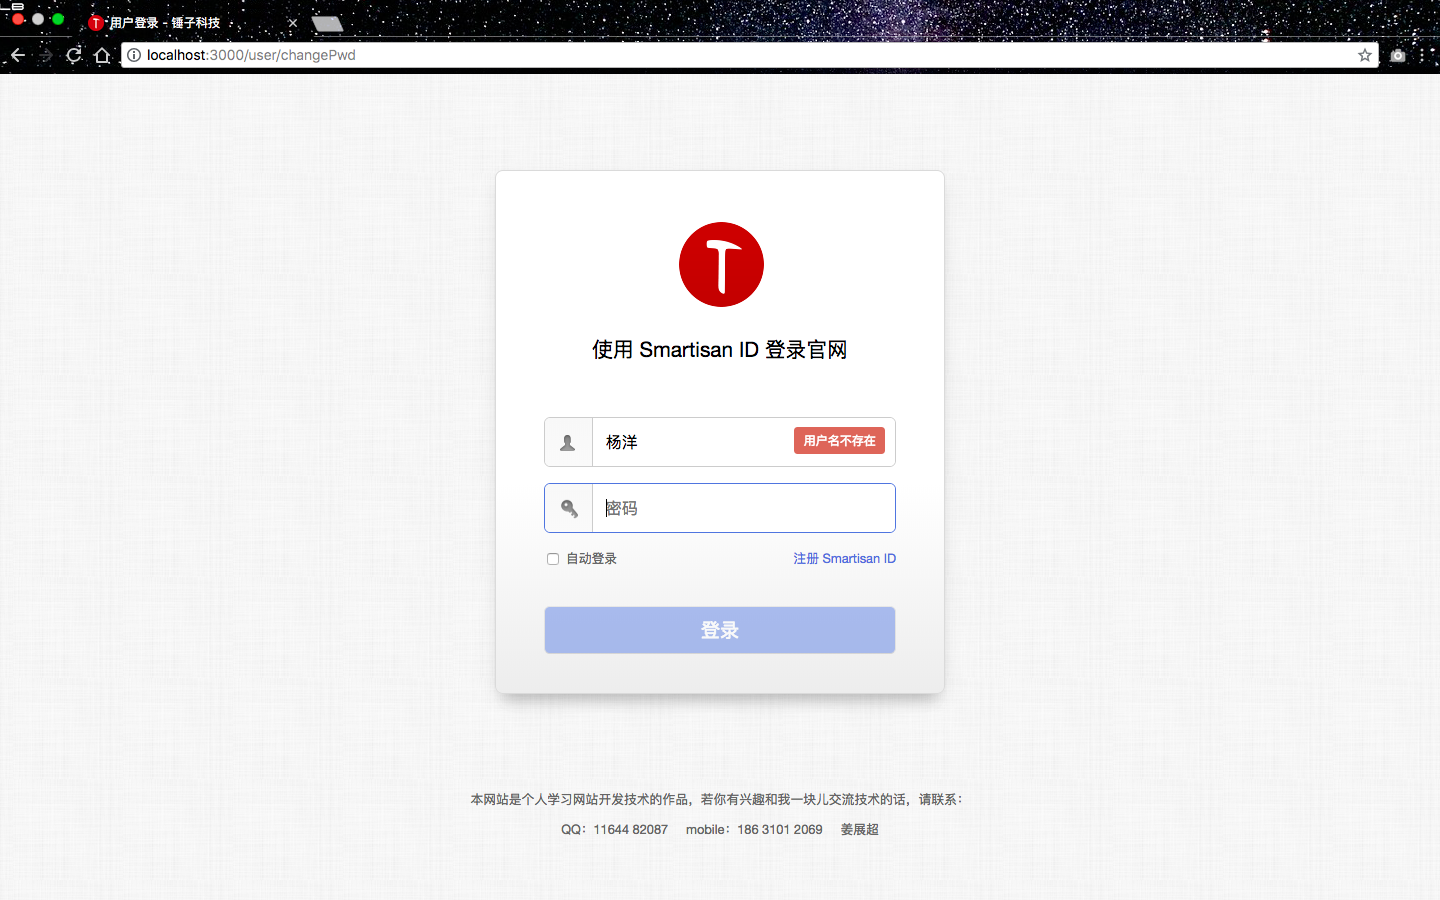 用户登录 - 锤子科技
localhost:3000/user/changePwd
使用 Smartisan ID 登录官网
杨洋
用户名不存在
密码
自动登录
注册 Smartisan ID
登录
本网站是个人学习网站开发技术的作品，若你有兴趣和我一块儿交流技术的话，请联系：
QQ：11644 82087 mobile：186 3101 2069 姜展超